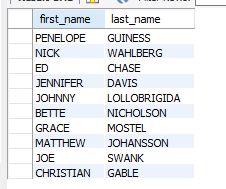 first_name last_name
PENELOPE GUINESS
NICK WAHLBERG
ED CHASE
JENNIFER DAVIS
JOHNNY LOLLOBRIGIDA
BETTE NICHOLSON
GRACE MOSTEL
MATTHEW JOHANSSON
JOE SWANK
CHRISTIAN GABLE